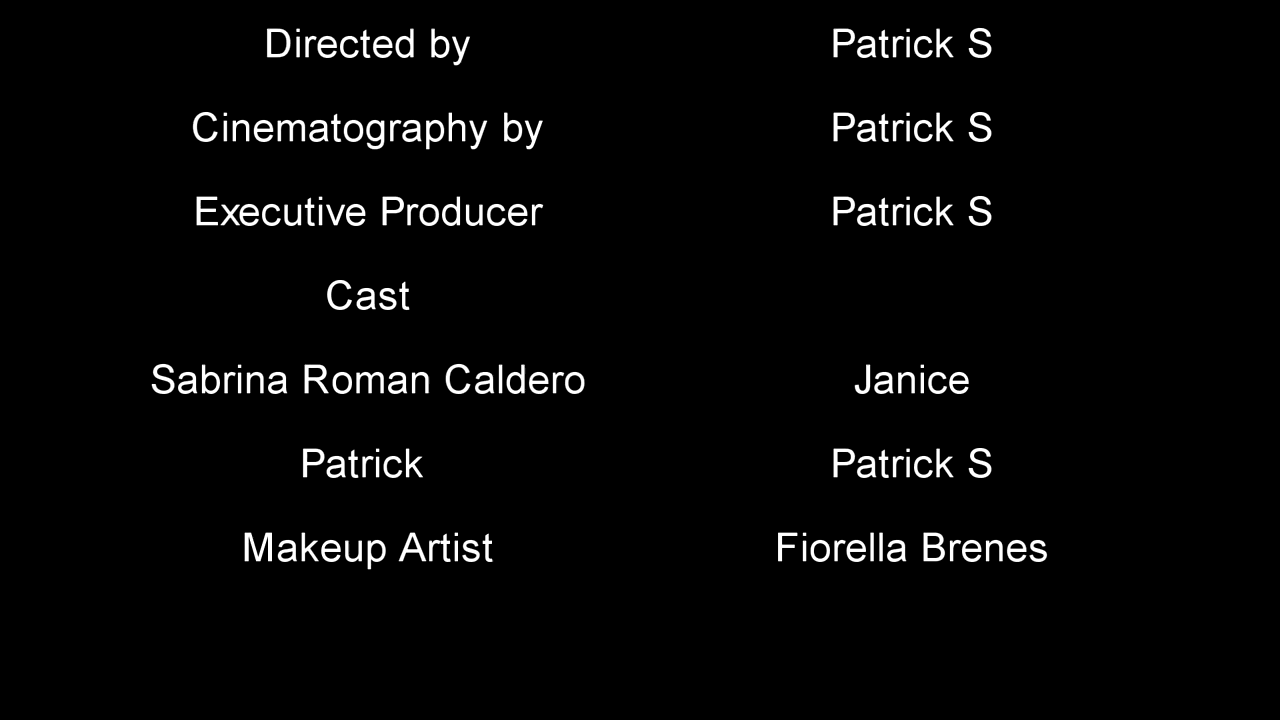 Directed by Patrick S
Cinematography by Patrick S
Executive Producer Patrick S
Cast
Sabrina Roman Caldero Janice
Patrick Patrick S
Makeup Artist Fiorella Brenes